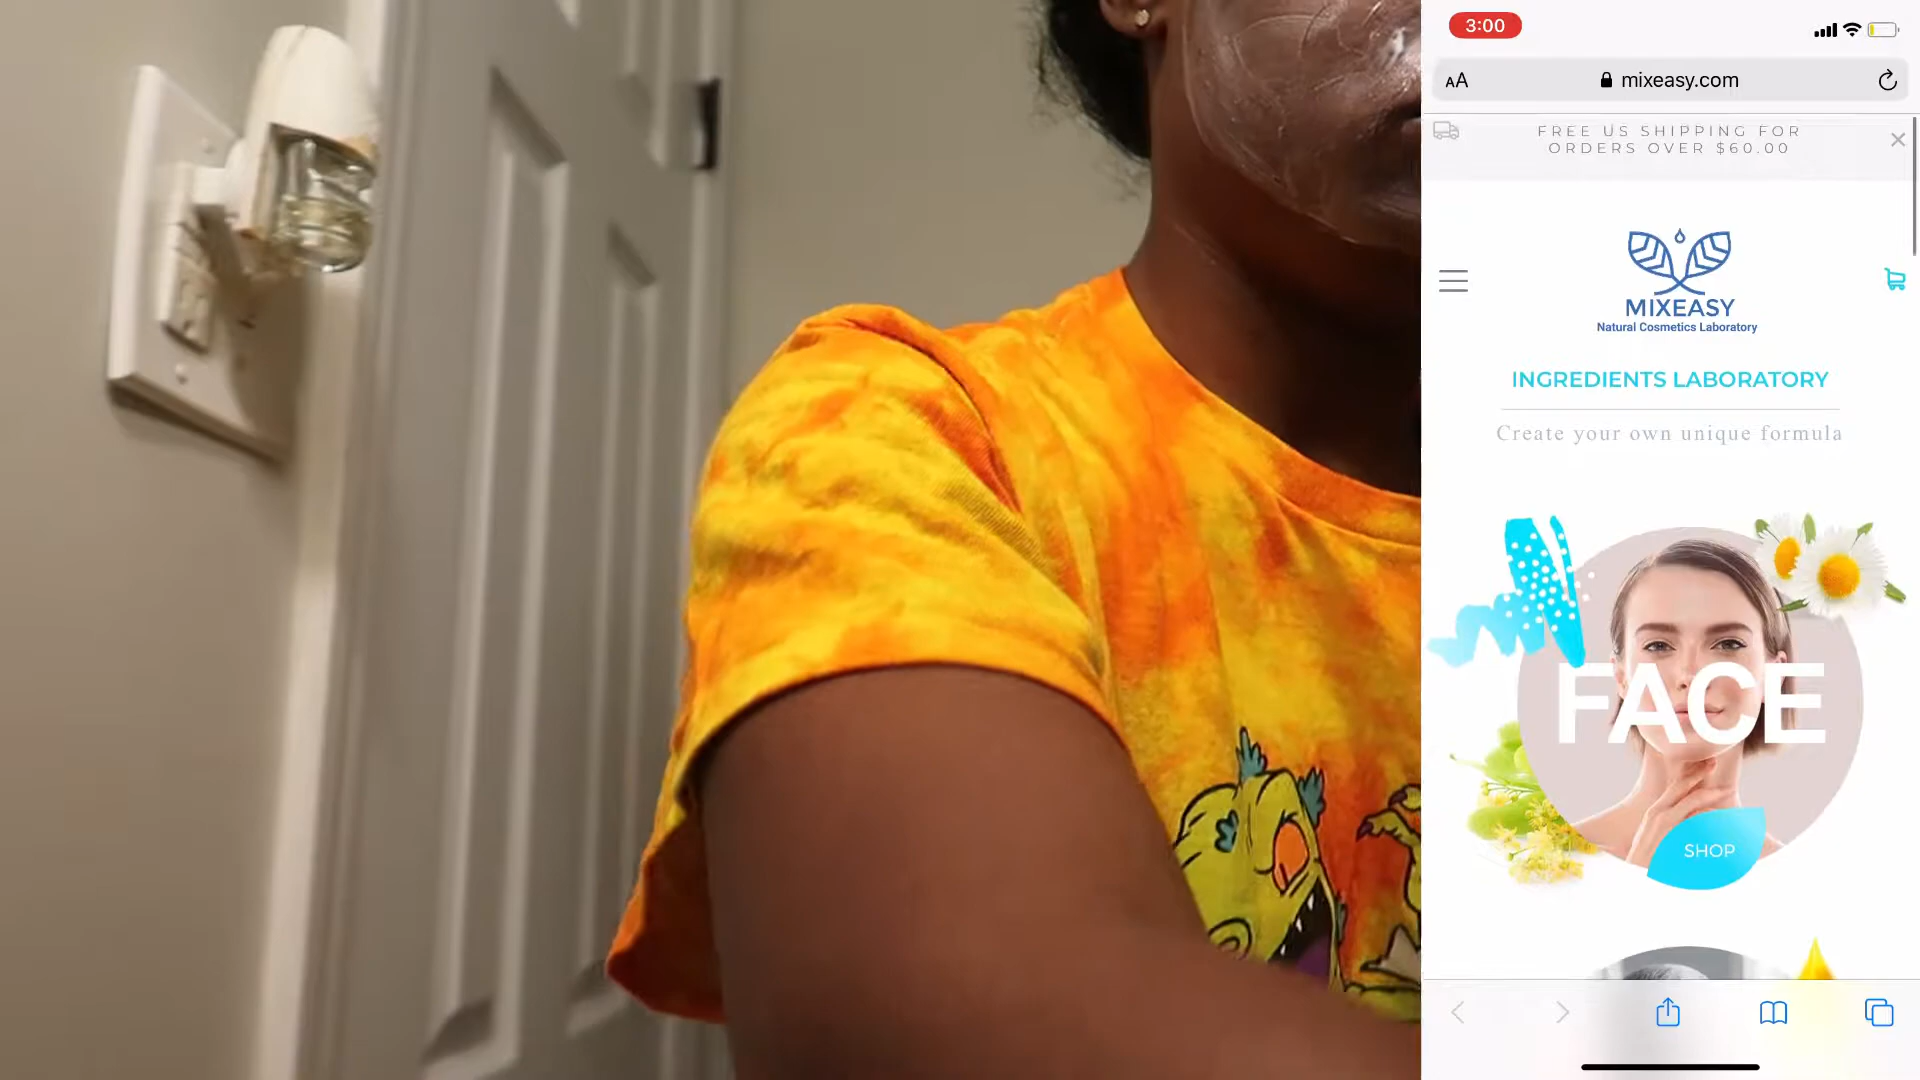 3:00
AA
mixeasy.com
FREE US SHIPPING FOR
ORDERS OVER $60.00
MIXEASY
Natural Cosmetics Laboratory
INGREDIENTS LABORATORY
Create your own unique formula
FACE
SHOP